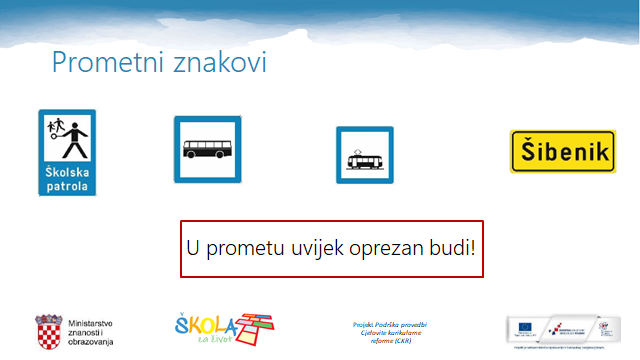 Prometni znakovi
Školska
patrola
Šibenik
U prometu uvijek oprezan budi!
Ministarstvo
znanosti i
obrazovanja
ŠKOLA
za život
Projekt Podrška provedbi
Cjelovite kurikularne
reforme (CKR)